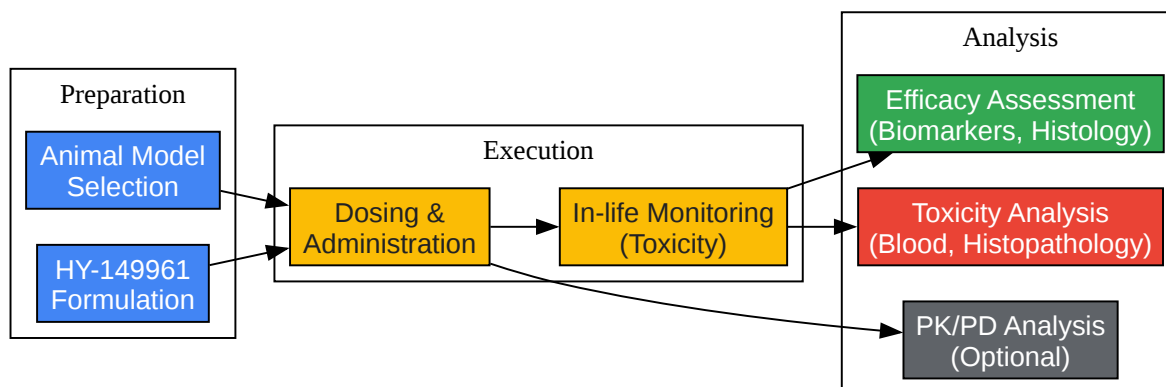 Preparation
Animal Model
Selection
HY-149961
Formulation
Execution
Dosing &
Administration
In-life Monitoring
(Toxicity)
Analysis
Efficacy Assessment
(Biomarkers, Histology)
Toxicity Analysis
(Blood, Histopathology)
PK/PD Analysis
(Optional)